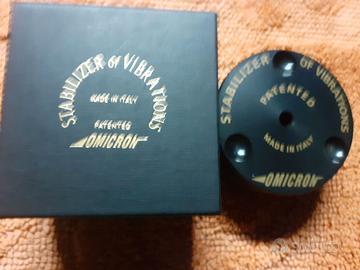 STABILIZER of VIBRATIONS
MADE IN ITALY
PATENTED
OMICRON
STABILIZER OF VIBRATIONS
PATENTED
MADE IN ITALY
OMICRON